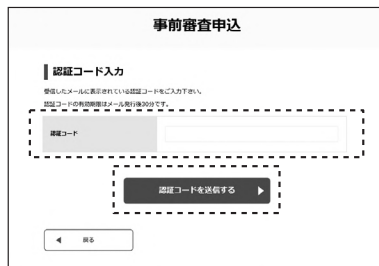 事前審査申込
認証コード入力
受信したメールに表示されている認証コードをご入力下さい。
認証コードの有効期限はメール発行後30分です。
認証コード
認証コードを送信する
戻る